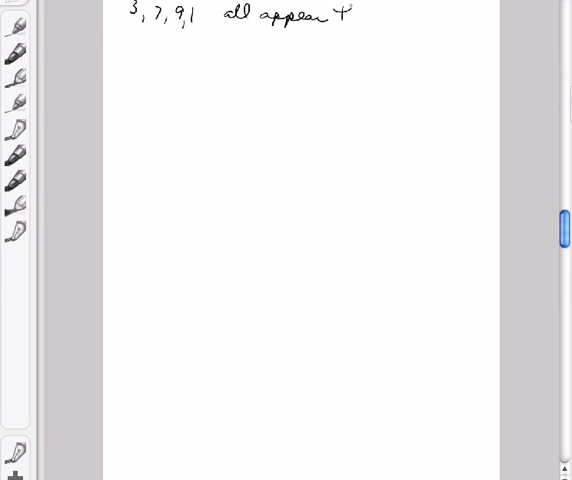 3, 7, 9, 1 all appear